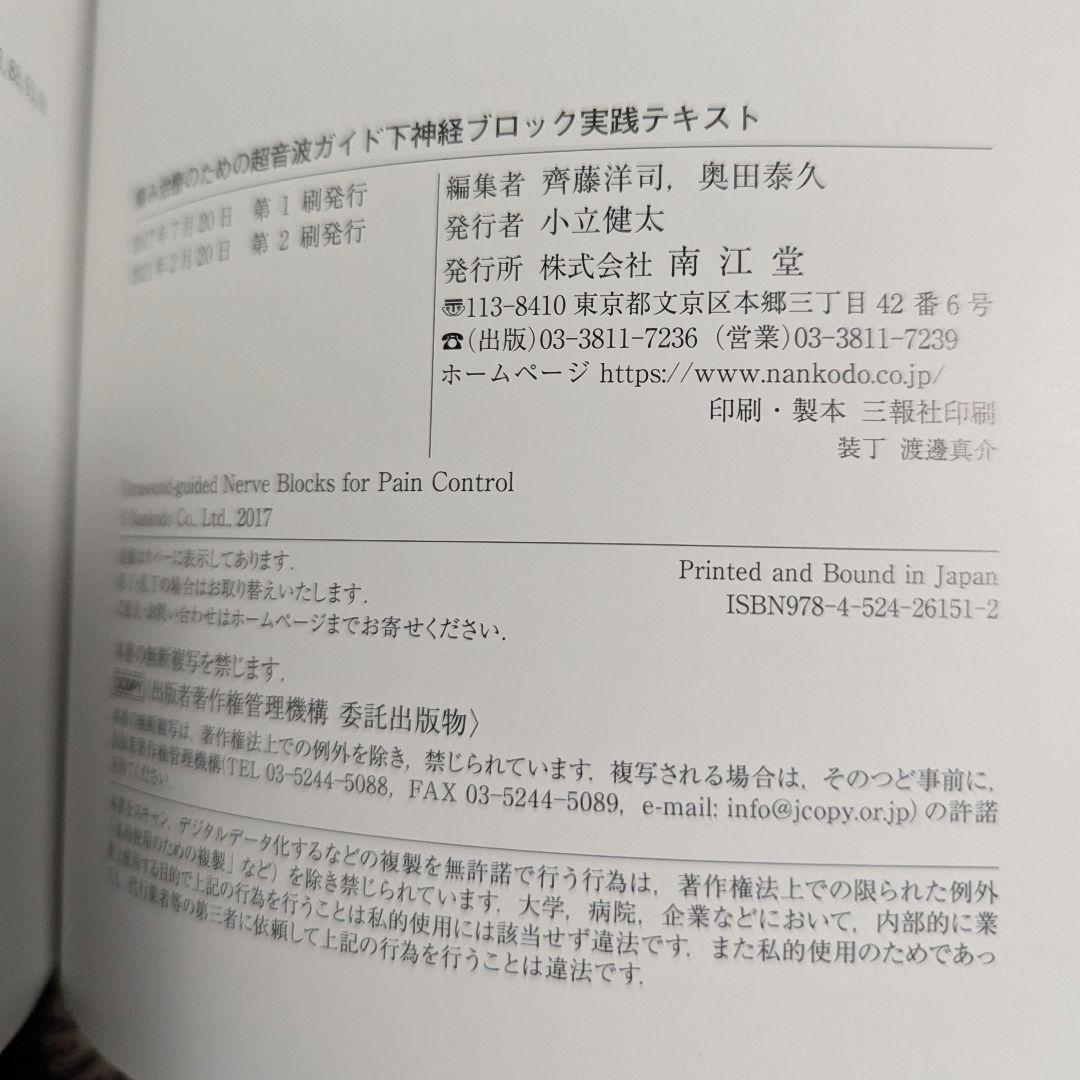 痛み治療のための超音波ガイド下神経ブロック実践テキスト
2017年7月20日 第1刷発行
2021年2月20日 第2刷発行
編集者 齊藤洋司，奥田泰久
発行者 小立健太
発行所 株式会社 南 江 堂
〠113-8410 東京都文京区本郷三丁目 42 番 6 号
☎(出版)03-3811-7236 (営業)03-3811-7239
ホームページ https://www.nankodo.co.jp/
印刷・製本 三報社印刷
装丁 渡邊真介
Ultrasound-guided Nerve Blocks for Pain Control
© Nankodo Co., Ltd., 2017
Printed and Bound in Japan
ISBN978-4-524-26151-2
定価はカバーに表示してあります．
落丁・乱丁の場合はお取り替えいたします．
ご意見・お問い合わせはホームページまでお寄せください．
本書の無断複写を禁じます．
JCOPY〈出版者著作権管理機構 委託出版物〉
本書の無断複写は，著作権法上での例外を除き，禁じられています．複写される場合は，そのつど事前に，
出版者著作権管理機構(TEL 03-5244-5088，FAX 03-5244-5089，e-mail: info@jcopy.or.jp)の許諾
を得てください．
本書をスキャン，デジタルデータ化するなどの複製を無許諾で行う行為は，著作権法上での限られた例外
(「私的使用のための複製」など) を除き禁じられています．大学，病院，企業などにおいて，内部的に業
務上使用する目的で上記の行為を行うことは私的使用には該当せず違法です．また私的使用のためであっ
ても，代行業者等の第三者に依頼して上記の行為を行うことは違法です．